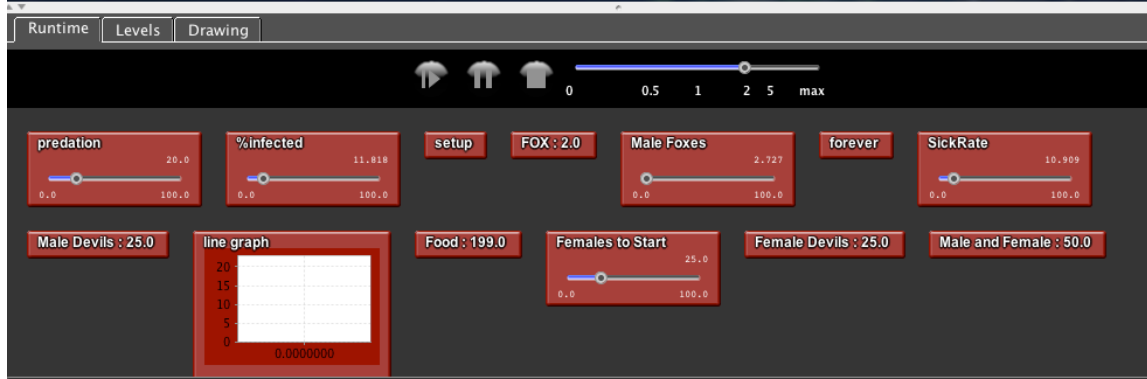 Runtime Levels Drawing
0 0.5 1 2 5 max
predation %infected setup FOX : 2.0 Male Foxes forever SickRate
20.0 11.818 2.727 10.909
0.0 100.0 0.0 100.0 0.0 100.0 0.0 100.0
Male Devils : 25.0 line graph Food : 199.0 Females to Start Female Devils : 25.0 Male and Female : 50.0
25.0
20
15
0.0 100.0
10
5
0
0.0000000